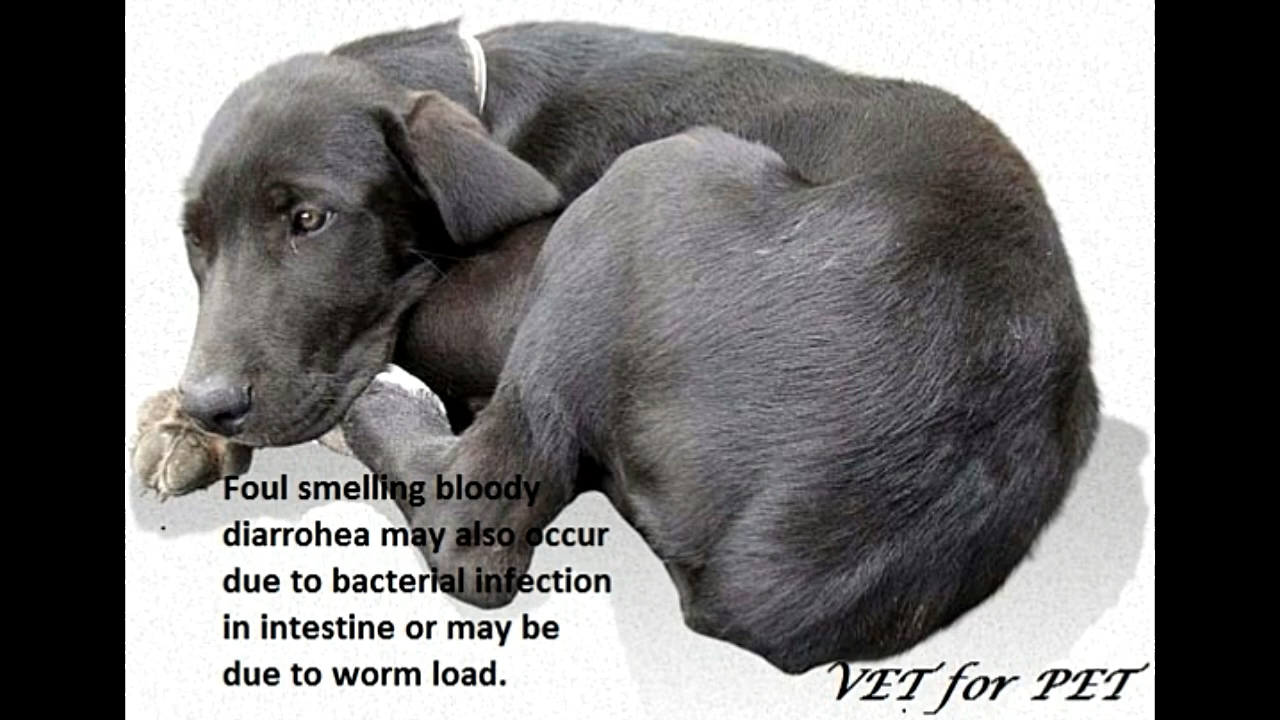 Foul smelling bloody
diarrohea may also occur
due to bacterial infection
in intestine or may be
due to worm load.
VET for PET